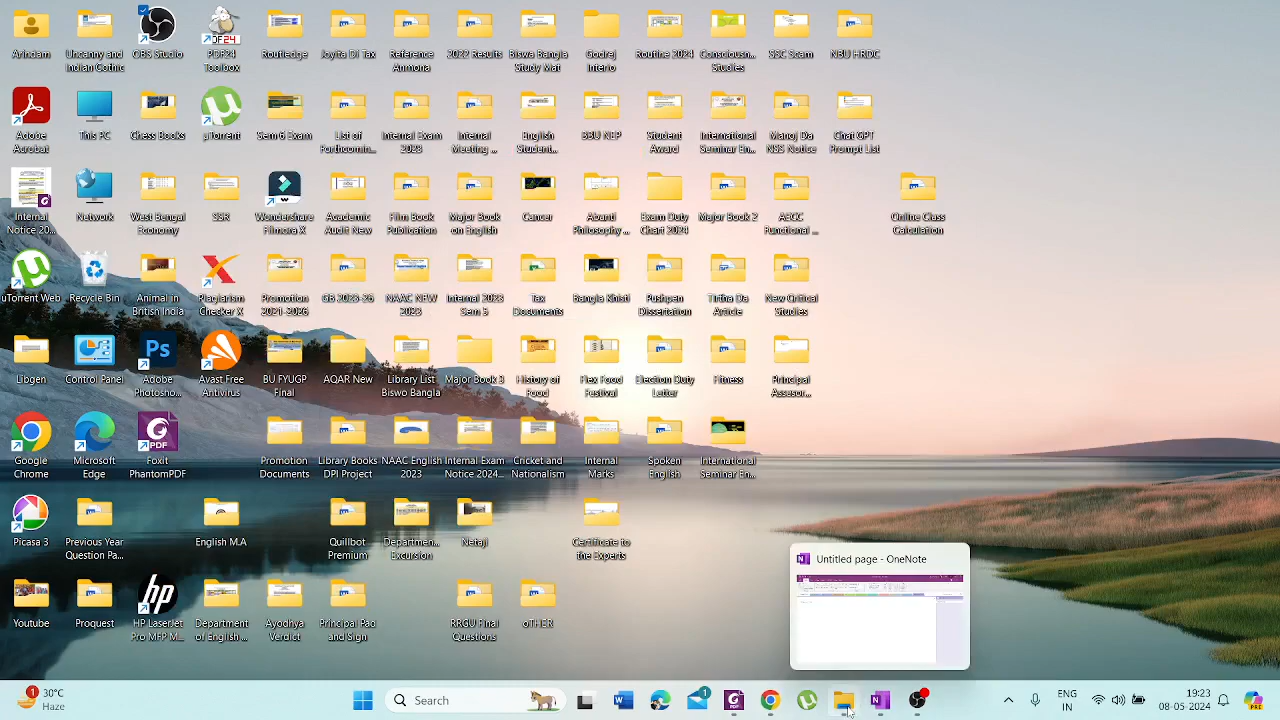 Arindam
Uncanny and
Indian Gothic
OBS Studio
PDF24
Toolbox
Routledge
Joyita Di Tax
Reference
Anmona
2022 Results
Biswa Bangla
Study Mat
Godrej
Interio
Routine 2024
Consciousn...
Studies
SSC Scam
NBU HRDC
Adobe
Acrobat
This PC
Chess Books
µTorrent
Sem 6 Exam
List of
Forthcomin...
Internal Exam
2023
Internal
Meeting ...
English
Student...
BBU NEP
Student
Award
International
Seminar En...
Manoj Da
NSS Notice
Chat GPT
Prompt List
Internal
Notice 20...
Network
West Bengal
Economy
SSR
Wondershare
Filmora X
Academic
Audit New
Film Book
Publication
Major Book
on English
Cancer
Abanti
Philosophy ...
Exam Duty
Chart 2024
Major Book 2
AECC
Functional ...
Online Class
Calculation
uTorrent Web
Recycle Bin
Animal in
British India
Plagiarism
Checker X
Promotion
2021-2026
GB 2023-26
NAAC NEW
2023
Internal 2023
Sem 5
Tax
Documents
Bangla Khisti
Pushpen
Dissertation
Tirtha Da
Article
New Critical
Studies
Libgen
Control Panel
Adobe
Photosho...
Avast Free
Antivirus
BU FYUGP
Final
AQAR New
Library List
Biswo Bangla
Major Book 3
History of
Food
Flex Food
Festival
Election Duty
Letter
Fitness
Principal
Assesor...
Google
Chrome
Microsoft
Edge
Foxit
PhantomPDF
Promotion
Documents
Library Books
DPI Project
NAAC English
2023
Internal Exam
Notice 2024...
Cricket and
Nationalism
Internal
Marks
Spoken
English
International
Seminar En...
Picasa 3
Previous Year
Question Pa...
English M.A
Quillbot
Premium
Departmen...
Excursion
Netaji
Certificate to
the Experts
Untitled page - OneNote
Youtube
Proquest
HP LaserJet
Pro MFP M...
Department
of English...
Ayodhya
Verdict
Principal Pad
and Sign
RRGU Final
Questions
oTHER
30°C
Haze
Search
ENG
IN
19:23
08-05-2024